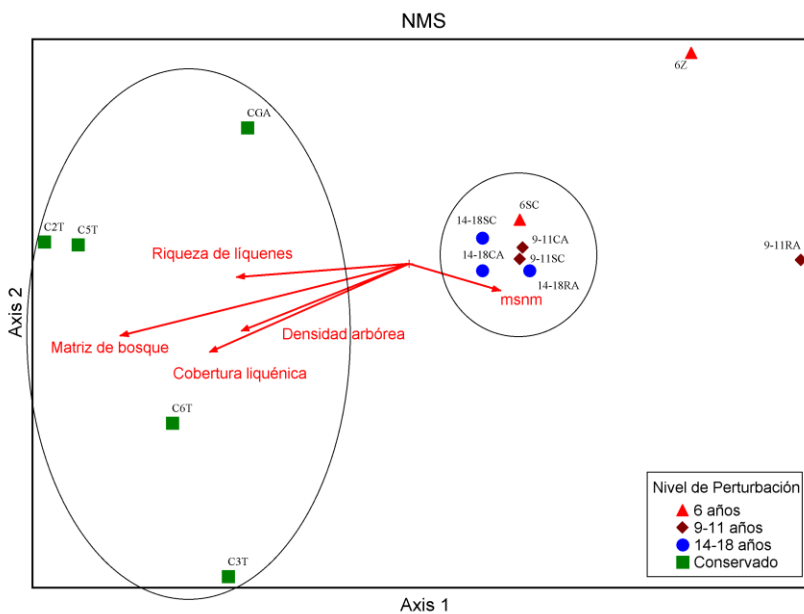 NMS
6Z
CGA
6SC
14-18SC
C2T
C5T
9-11CA
9-11RA
Riqueza de líquenes
14-18CA
9-11SC
14-18RA
msnm
Axis 2
Densidad arbórea
Matriz de bosque
Cobertura liquénica
C6T
C3T
Nivel de Perturbación
6 años
9-11 años
14-18 años
Conservado
Axis 1